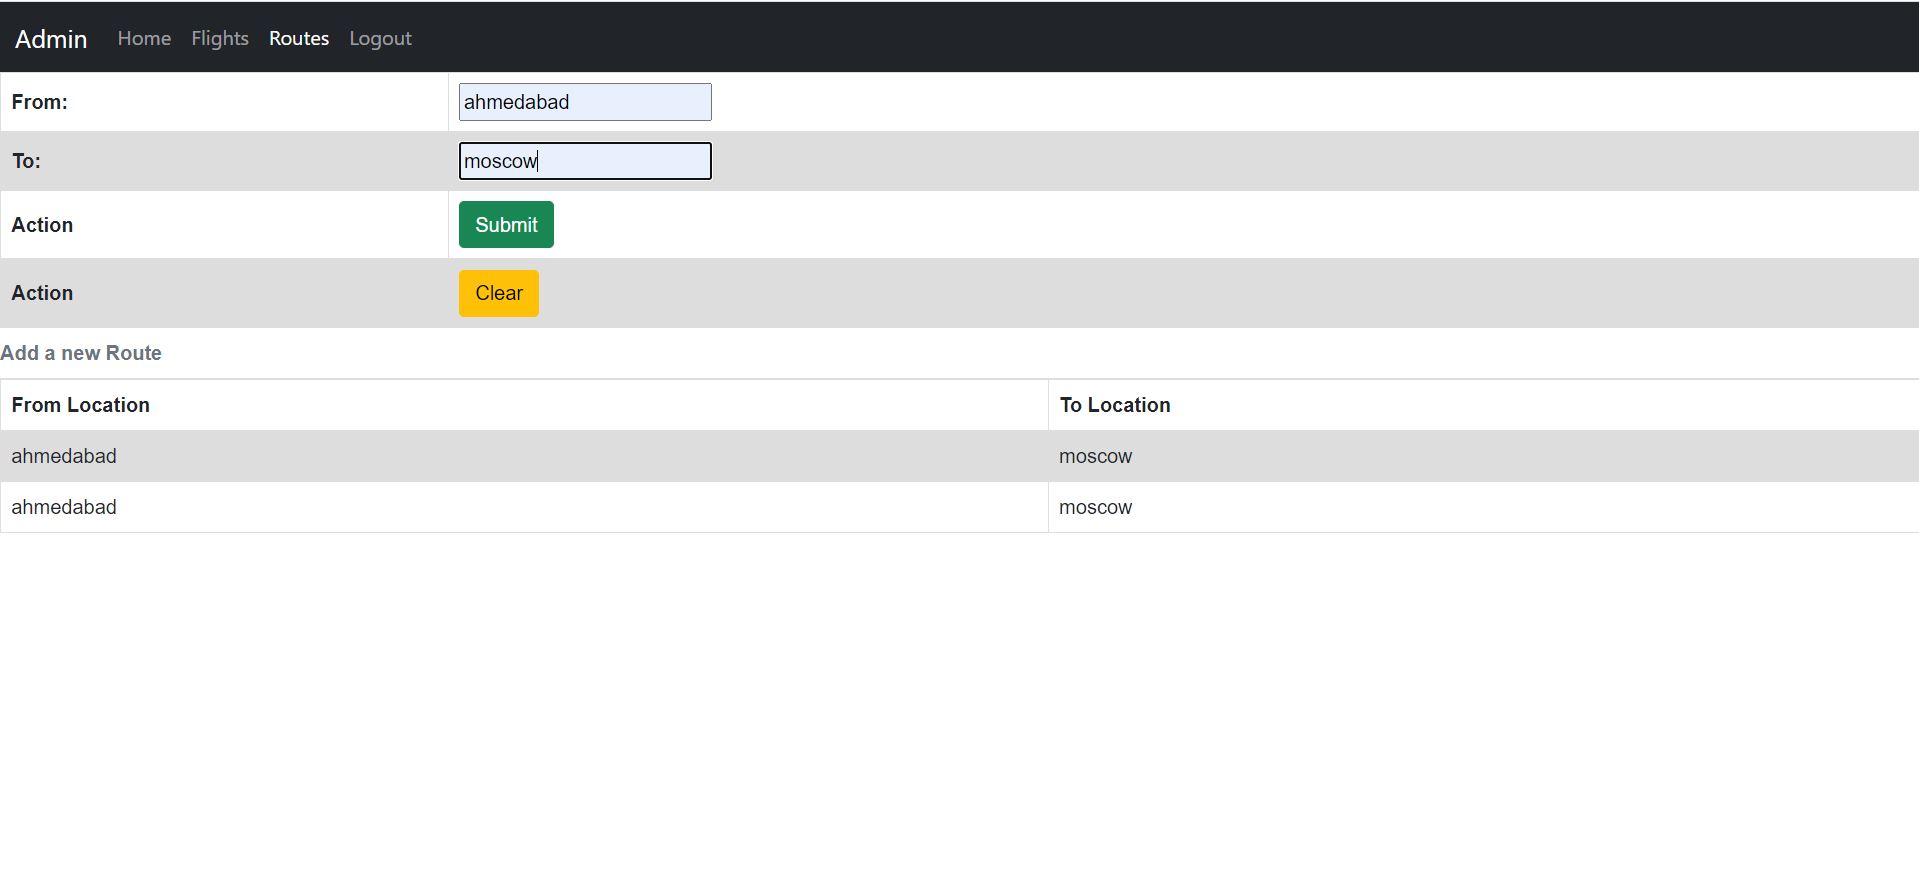 Admin Home Flights Routes Logout
From: ahmedabad
To: moscow
Action Submit
Action Clear
Add a new Route
From Location To Location
ahmedabad moscow
ahmedabad moscow